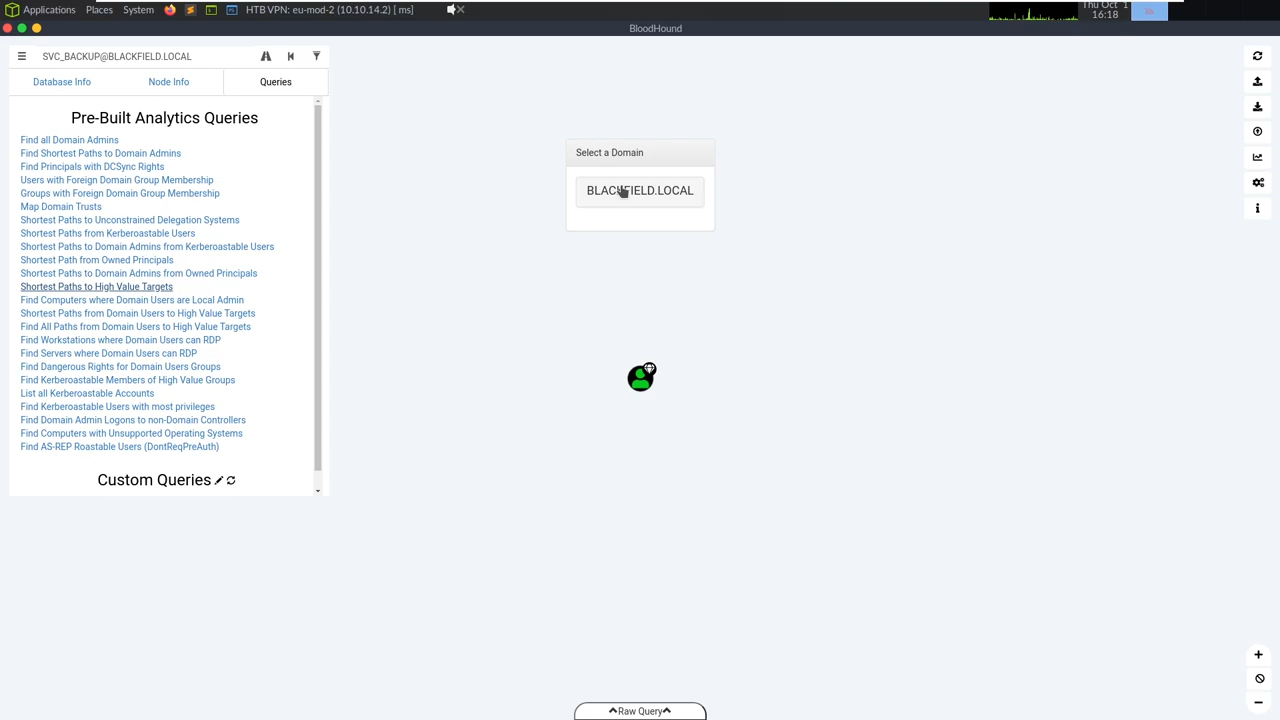 Applications Places System HTB VPN: eu-mod-2 (10.10.14.2) [ ms] Thu Oct 1
16:18
BloodHound
SVC_BACKUP@BLACKFIELD.LOCAL
Database Info Node Info Queries
Pre-Built Analytics Queries
Find all Domain Admins
Find Shortest Paths to Domain Admins
Find Principals with DCSync Rights
Users with Foreign Domain Group Membership
Groups with Foreign Domain Group Membership
Map Domain Trusts
Shortest Paths to Unconstrained Delegation Systems
Shortest Paths from Kerberoastable Users
Shortest Paths to Domain Admins from Kerberoastable Users
Shortest Path from Owned Principals
Shortest Paths to Domain Admins from Owned Principals
Shortest Paths to High Value Targets
Find Computers where Domain Users are Local Admin
Shortest Paths from Domain Users to High Value Targets
Find All Paths from Domain Users to High Value Targets
Find Workstations where Domain Users can RDP
Find Servers where Domain Users can RDP
Find Dangerous Rights for Domain Users Groups
Find Kerberoastable Members of High Value Groups
List all Kerberoastable Accounts
Find Kerberoastable Users with most privileges
Find Domain Admin Logons to non-Domain Controllers
Find Computers with Unsupported Operating Systems
Find AS-REP Roastable Users (DontReqPreAuth)
Custom Queries
Select a Domain
BLACKFIELD.LOCAL
Raw Query